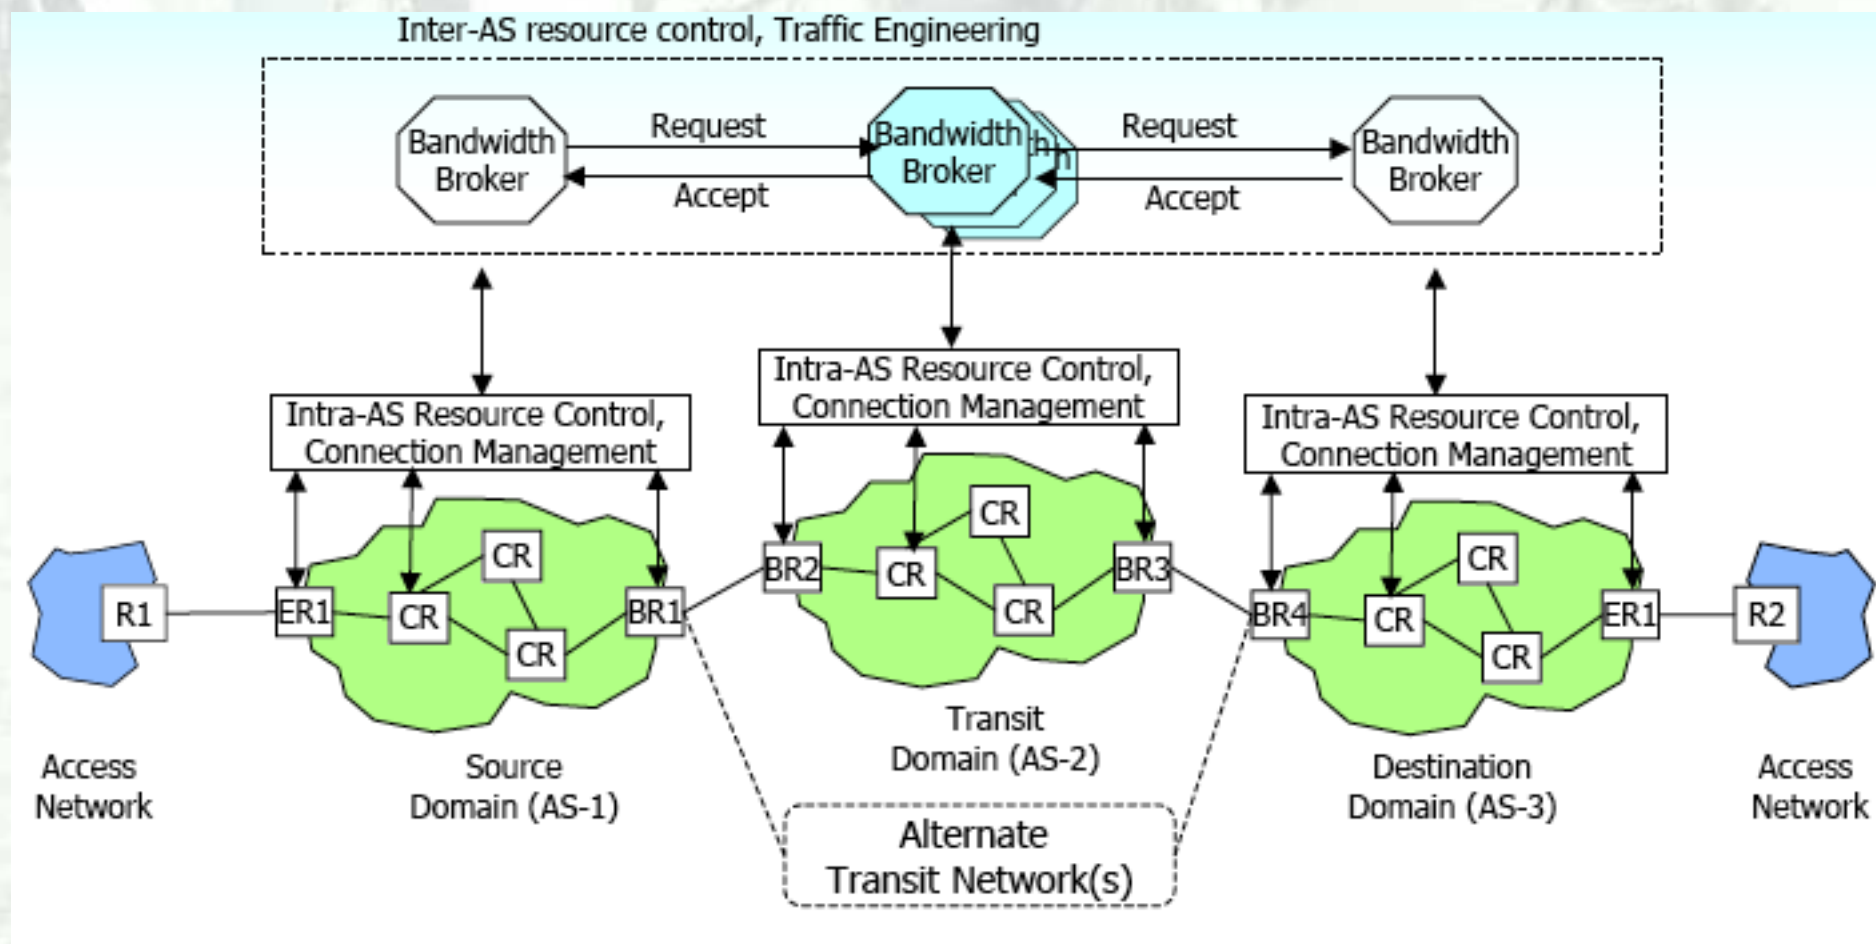 Inter-AS resource control, Traffic Engineering
Bandwidth
Broker
Request
Accept
Bandwidth
Broker
h
h
Request
Accept
Bandwidth
Broker
Intra-AS Resource Control,
Connection Management
Intra-AS Resource Control,
Connection Management
Intra-AS Resource Control,
Connection Management
R1
ER1
CR
CR
CR
BR1
BR2
CR
CR
CR
BR3
BR4
CR
CR
CR
ER1
R2
Access
Network
Source
Domain (AS-1)
Transit
Domain (AS-2)
Destination
Domain (AS-3)
Access
Network
Alternate
Transit Network(s)